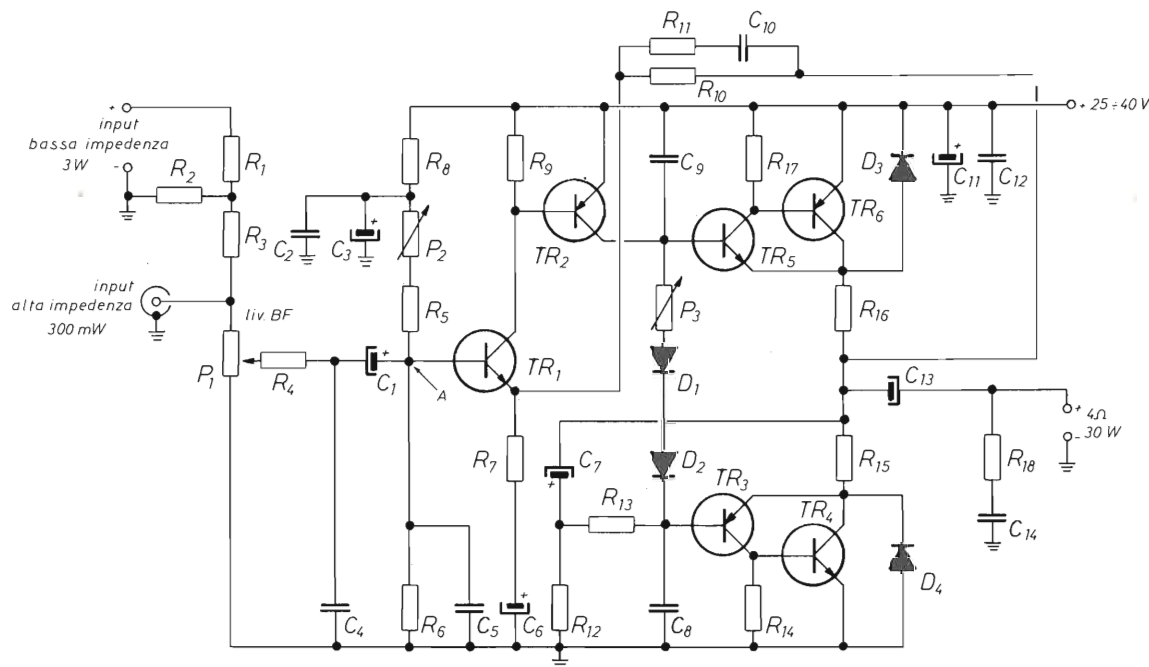 R11
C10
R10
+
input
bassa impedenza
3W
-
R2
R1
R3
input
alta impedenza
300 mW
liv. BF
P1
R4
C4
C1
+
A
C2
C3
+
R8
P2
R5
R6
C5
R9
TR1
R7
C6
+
TR2
C9
P3
D1
D2
C7
+
R13
R12
C8
R17
TR5
TR6
D3
C11
+
C12
+ 25÷40 V
R16
C13
R15
TR3
TR4
R14
D4
R18
C14
+ 4Ω
- 30 W